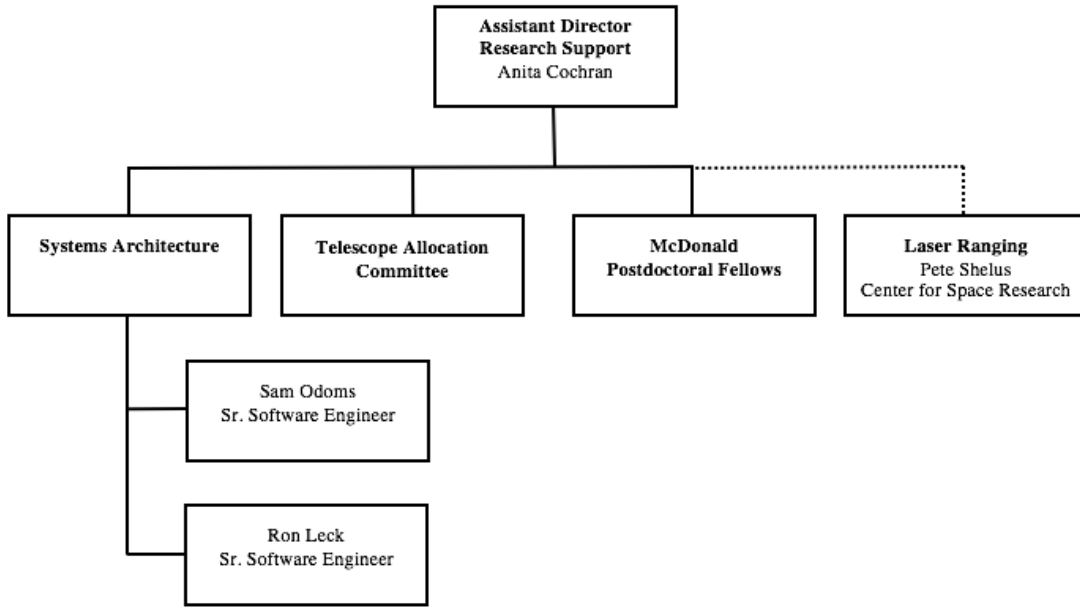 Assistant Director
Research Support
Anita Cochran
Systems Architecture
Telescope Allocation
Committee
McDonald
Postdoctoral Fellows
Laser Ranging
Pete Shelus
Center for Space Research
Sam Odoms
Sr. Software Engineer
Ron Leck
Sr. Software Engineer